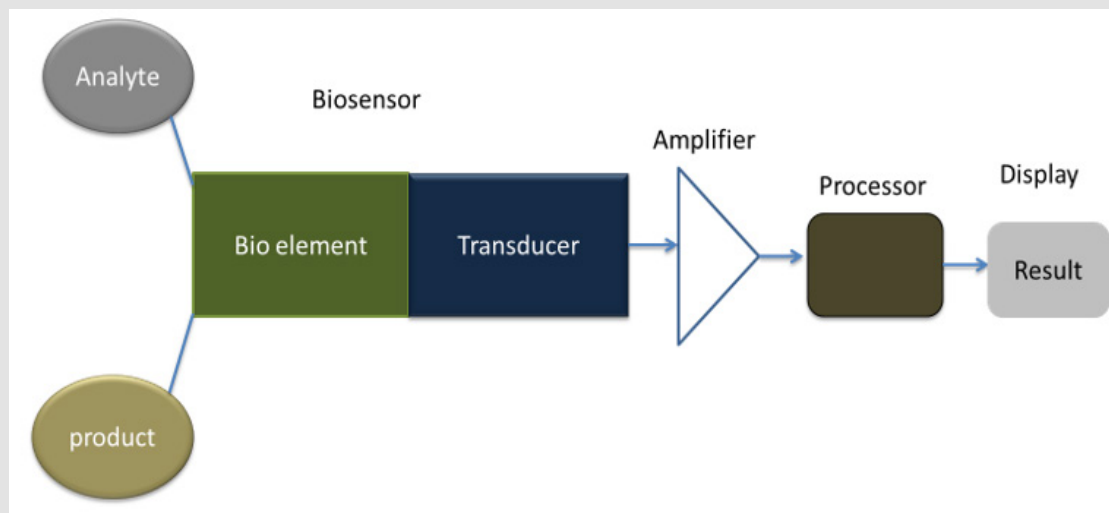 Analyte
Biosensor
Amplifier
Processor
Display
Bio element
Transducer
Result
product